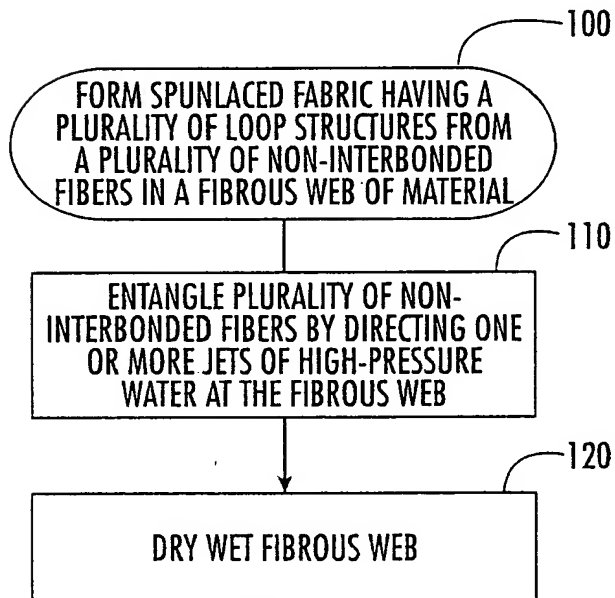 100
FORM SPUNLACED FABRIC HAVING A
PLURALITY OF LOOP STRUCTURES FROM
A PLURALITY OF NON-INTERBONDED
FIBERS IN A FIBROUS WEB OF MATERIAL
110
ENTANGLE PLURALITY OF NON-
INTERBONDED FIBERS BY DIRECTING ONE
OR MORE JETS OF HIGH-PRESSURE
WATER AT THE FIBROUS WEB
120
DRY WET FIBROUS WEB